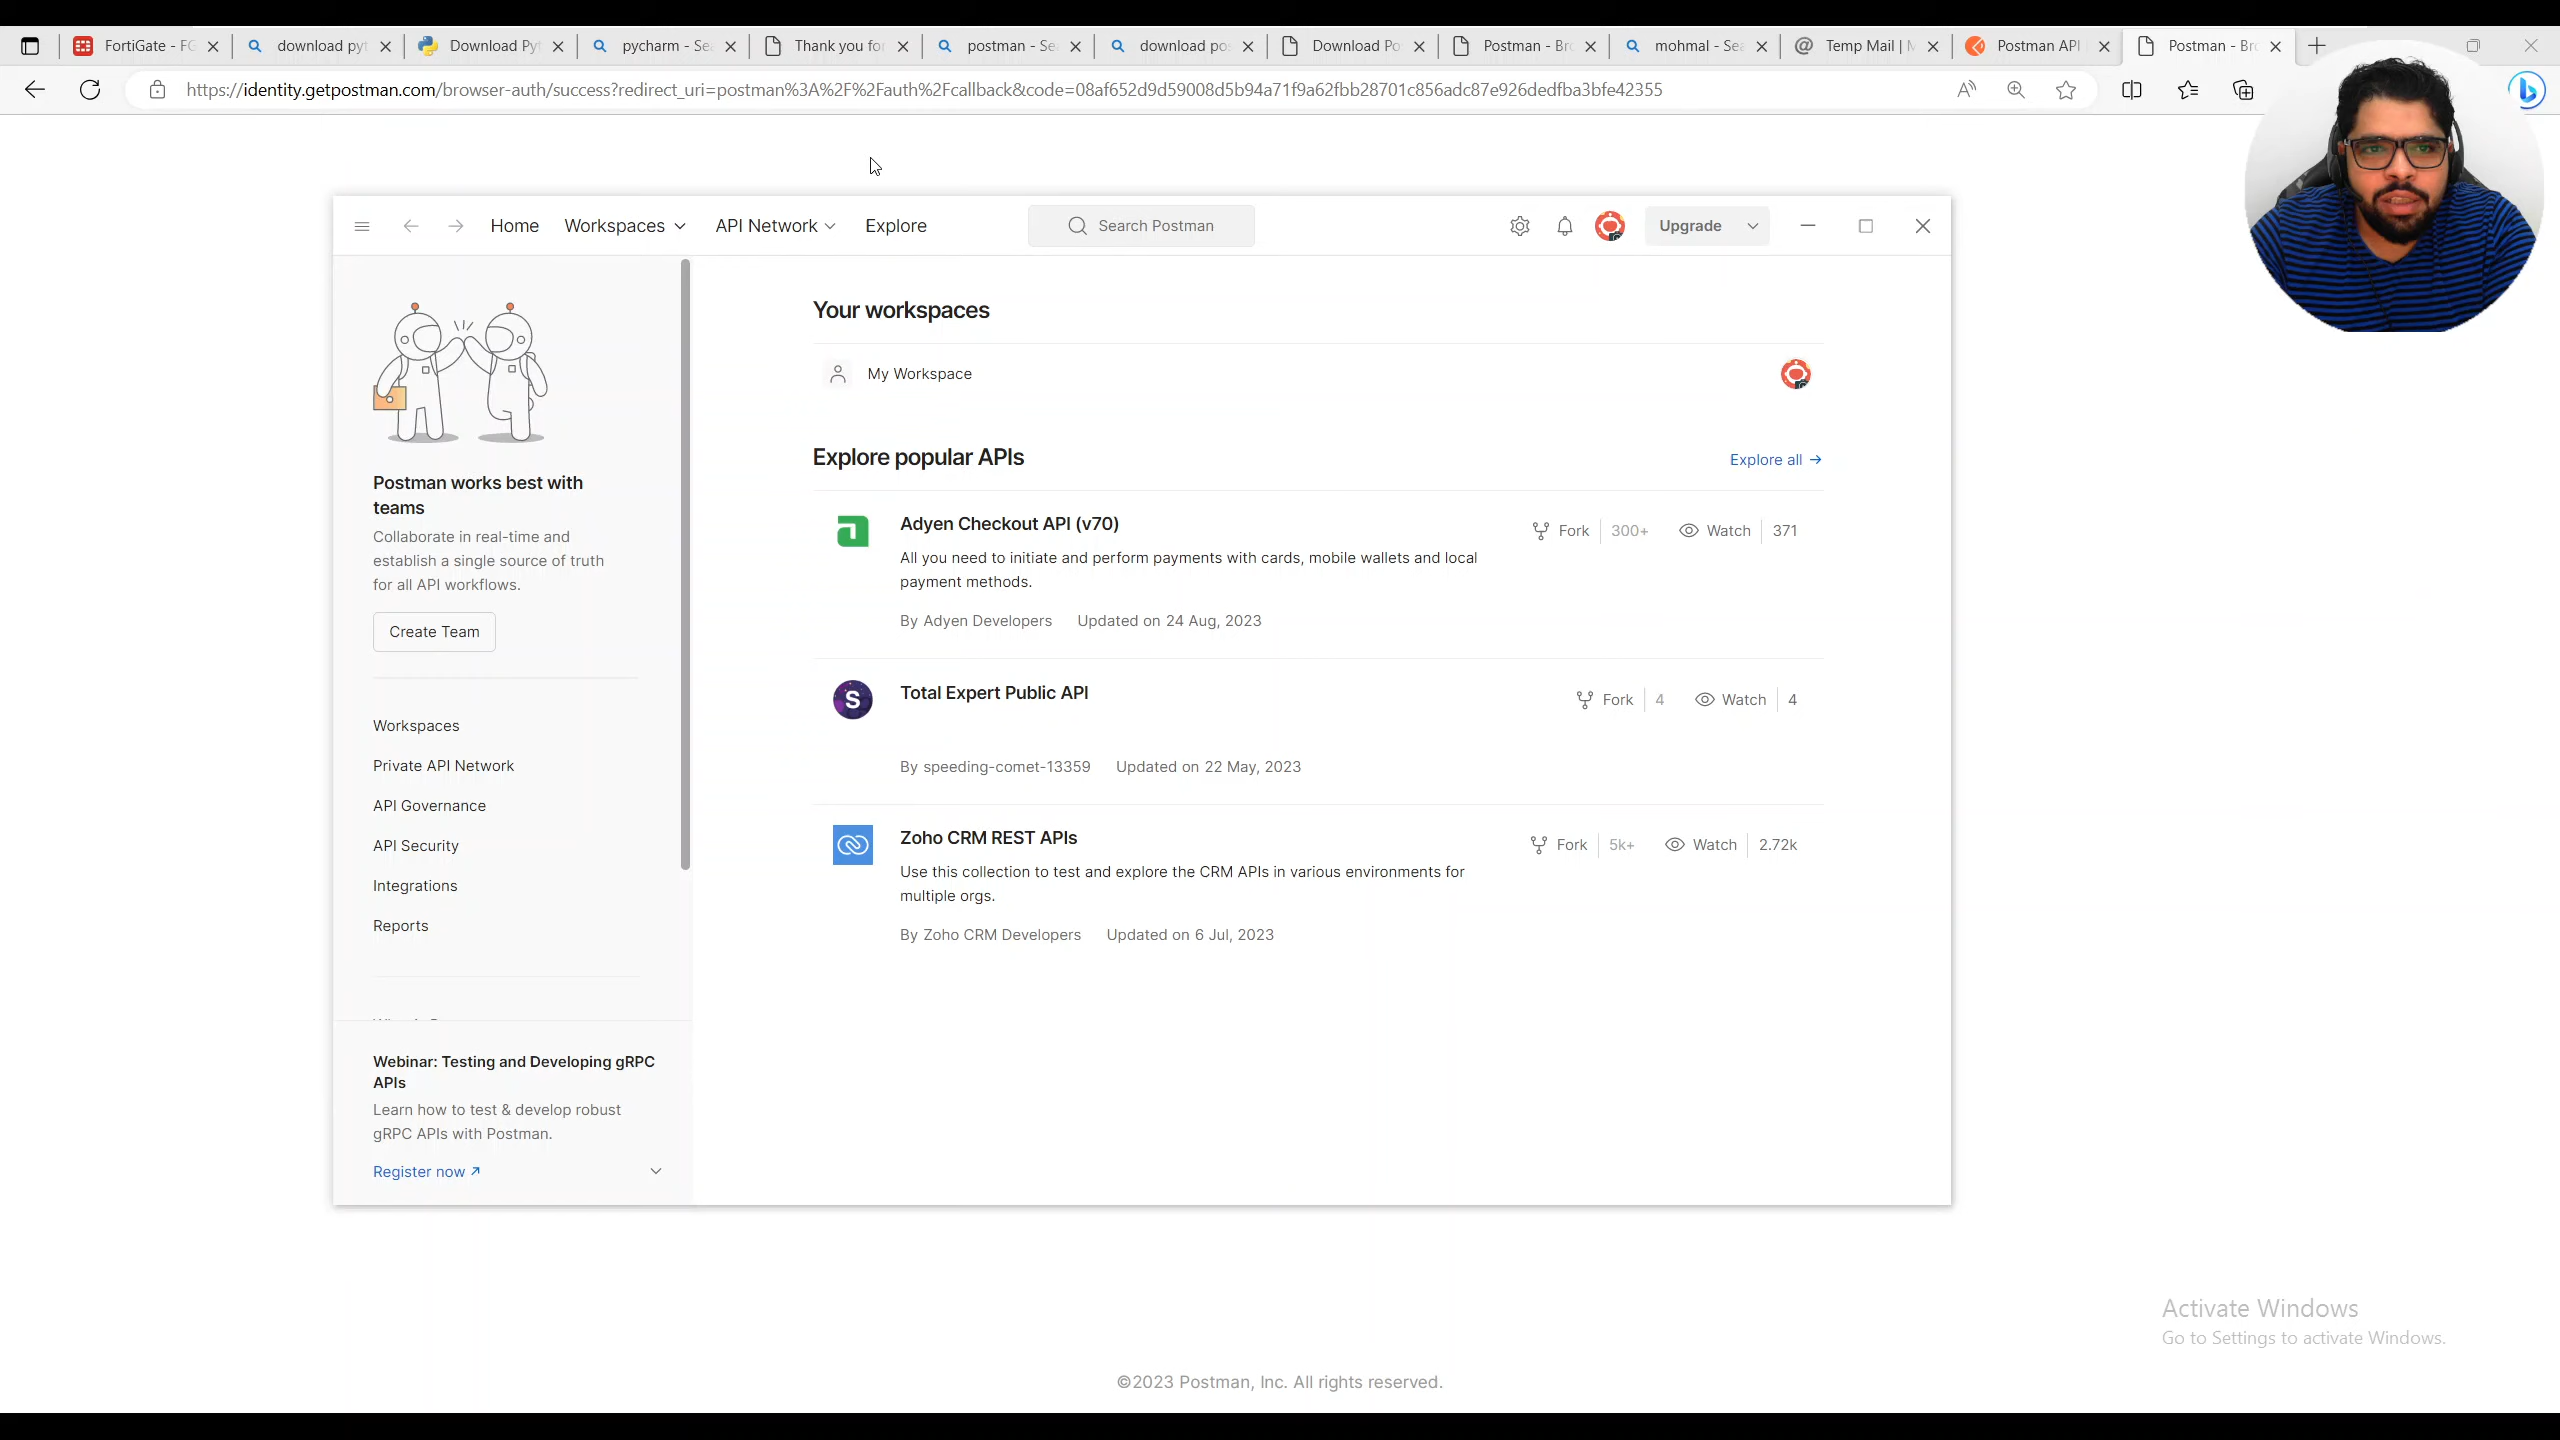 FortiGate - FG
download pyt
Download Pyt
pycharm - Sea
Thank you for
postman - Sea
download pos
Download Pos
Postman - Bro
mohmal - Sea
Temp Mail | M
Postman API
Postman - Bro
https://identity.getpostman.com/browser-auth/success?redirect_uri=postman%3A%2F%2Fauth%2Fcallback&code=08af652d9d59008d5b94a71f9a62fbb28701c856adc87e926dedfba3bfe42355
Home Workspaces API Network Explore
Search Postman
Upgrade
Postman works best with
teams
Collaborate in real-time and
establish a single source of truth
for all API workflows.
Create Team
Workspaces
Private API Network
API Governance
API Security
Integrations
Reports
Webinar: Testing and Developing gRPC
APIs
Learn how to test & develop robust
gRPC APIs with Postman.
Register now
Your workspaces
My Workspace
Explore popular APIs
Explore all
Adyen Checkout API (v70)
Fork 300+ Watch 371
All you need to initiate and perform payments with cards, mobile wallets and local
payment methods.
By Adyen Developers Updated on 24 Aug, 2023
Total Expert Public API
Fork 4 Watch 4
By speeding-comet-13359 Updated on 22 May, 2023
Zoho CRM REST APIs
Fork 5k+ Watch 2.72k
Use this collection to test and explore the CRM APIs in various environments for
multiple orgs.
By Zoho CRM Developers Updated on 6 Jul, 2023
Activate Windows
Go to Settings to activate Windows.
©2023 Postman, Inc. All rights reserved.